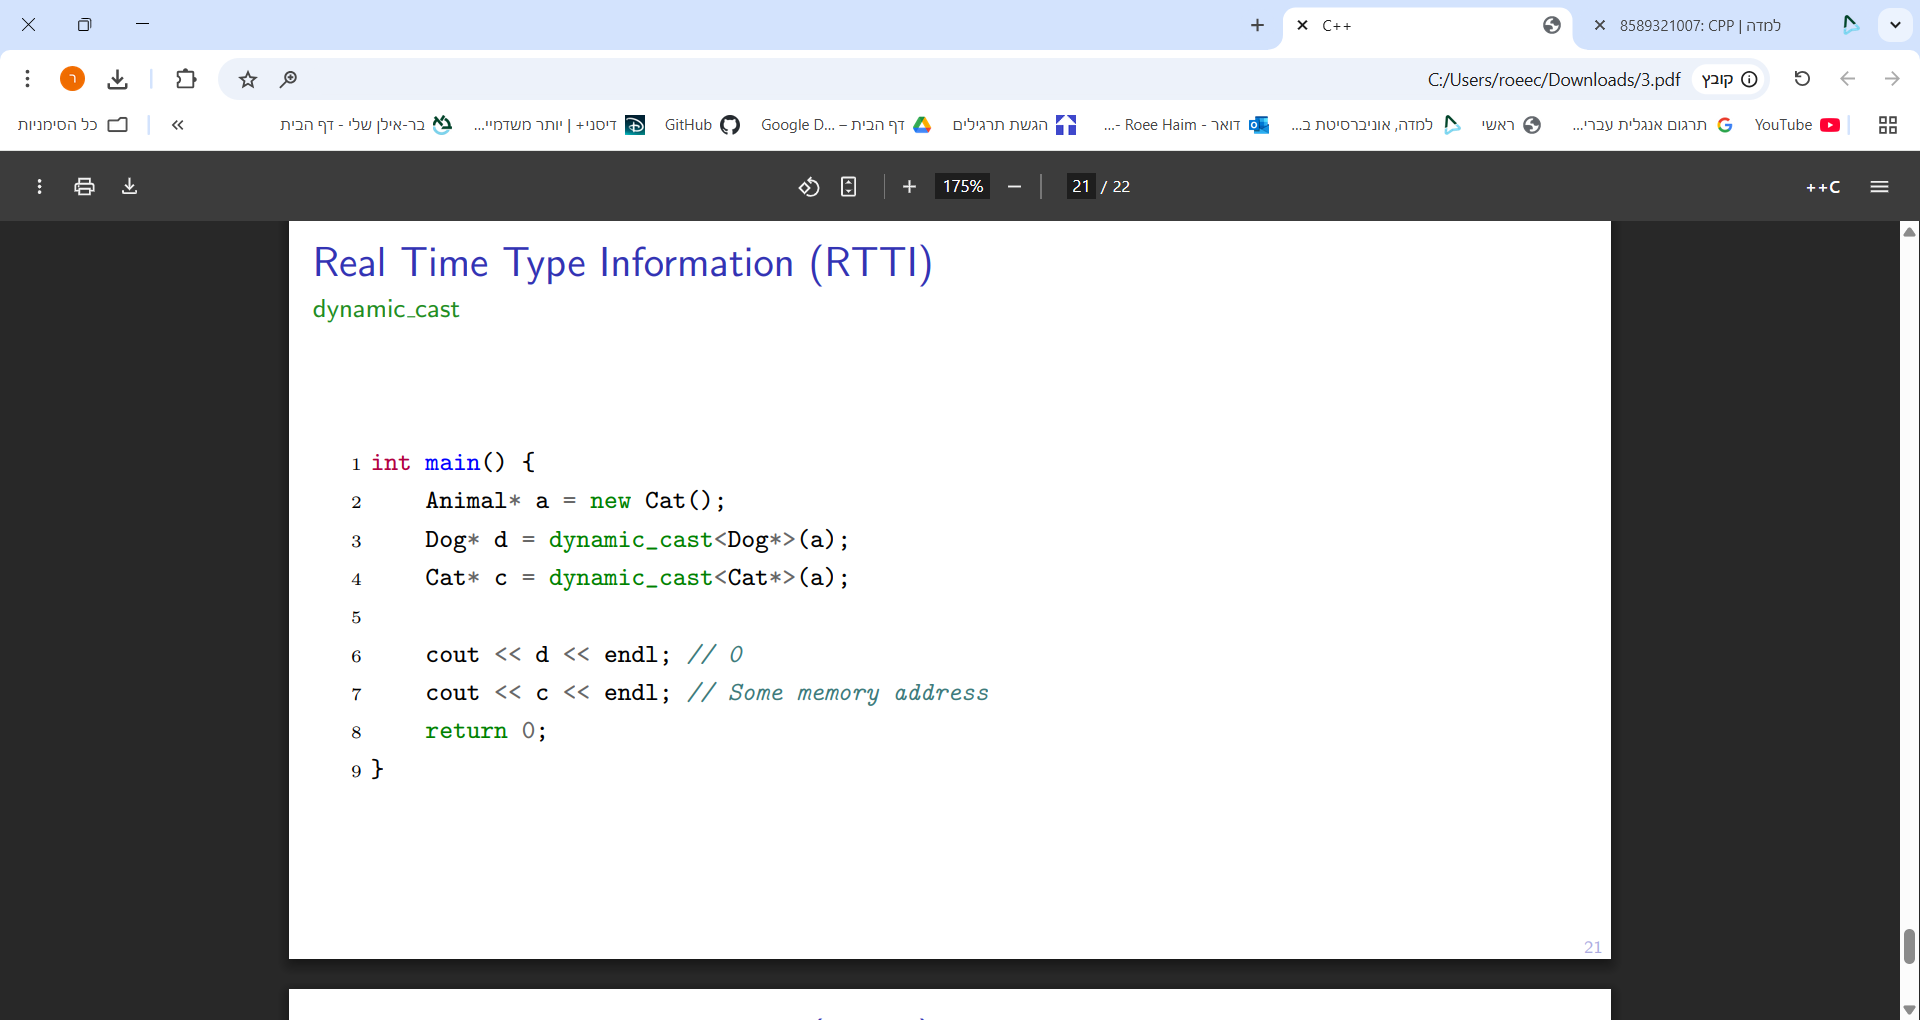 C++
8589321007: CPP | למדה
C:/Users/roeec/Downloads/3.pdf
קובץ
ר
YouTube
תרגום אנגלית עברי...
ראשי
למדה, אוניברסיטת ב...
דואר - Roee Haim -...
הגשת תרגילים
דף הבית – Google D...
GitHub
דיסני+ | יותר משדמיי...
בר-אילן שלי - דף הבית
»
כל הסימניות
175%
21 / 22
C++
Real Time Type Information (RTTI)
dynamic_cast
1 int main() {
2 Animal* a = new Cat();
3 Dog* d = dynamic_cast<Dog*>(a);
4 Cat* c = dynamic_cast<Cat*>(a);
5
6 cout << d << endl; // 0
7 cout << c << endl; // Some memory address
8 return 0;
9 }
21